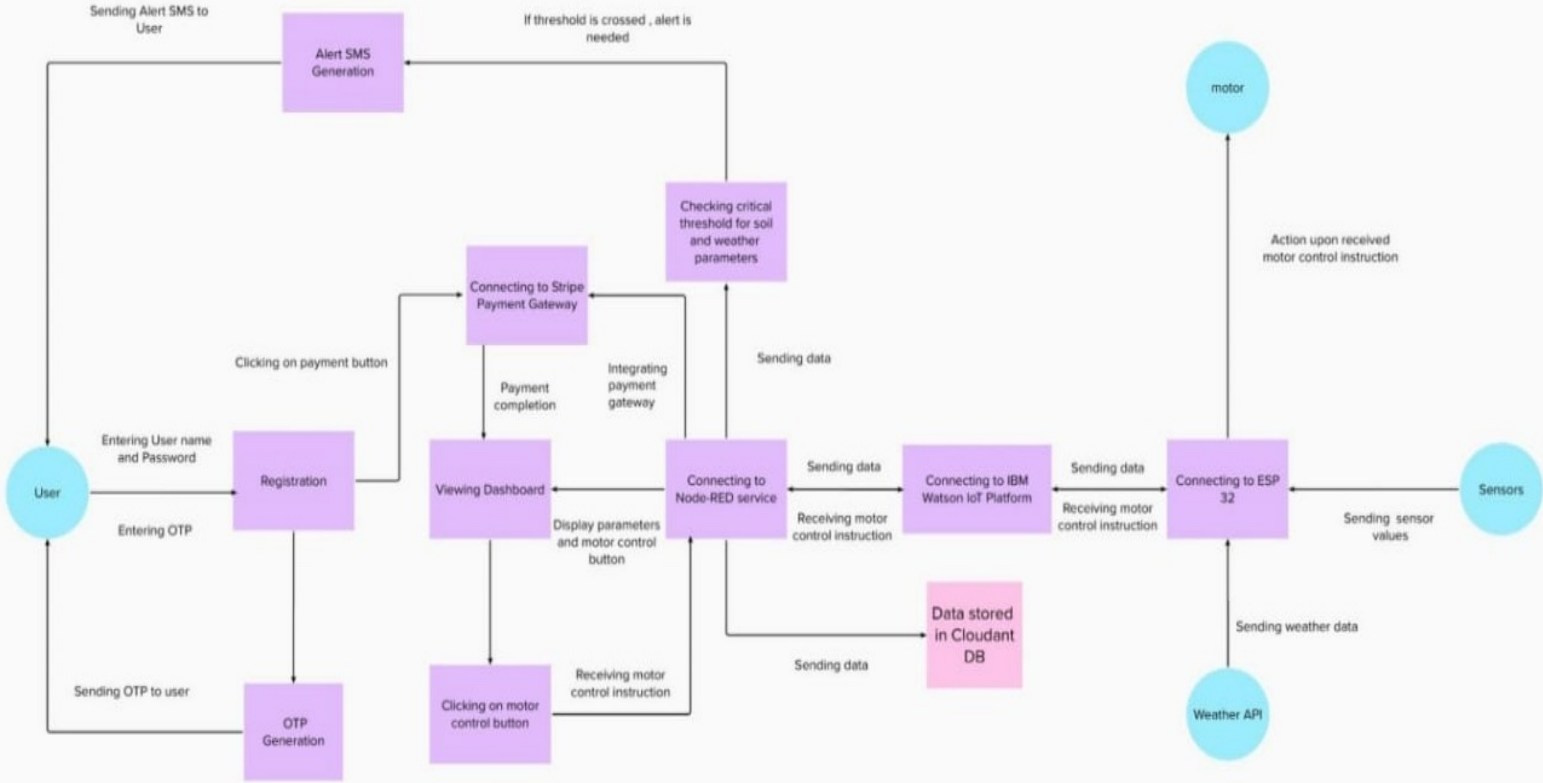 Sending Alert SMS to
User
If threshold is crossed , alert is
needed
Alert SMS
Generation
motor
Checking critical
threshold for soil
and weather
parameters
Action upon received
motor control instruction
Connecting to Stripe
Payment Gateway
Clicking on payment button
Sending data
Integrating
payment
gateway
Payment
completion
Entering User name
and Password
User
Registration
Entering OTP
Viewing Dashboard
Connecting to
Node-RED service
Sending data
Receiving motor
control instruction
Connecting to IBM
Watson IoT Platform
Sending data
Receiving motor
control instruction
Connecting to ESP
32
Sensors
Sending sensor
values
Display parameters
and motor control
button
Data stored
in Cloudant
DB
Sending weather data
Sending data
Receiving motor
control instruction
Sending OTP to user
OTP
Generation
Clicking on motor
control button
Weather API